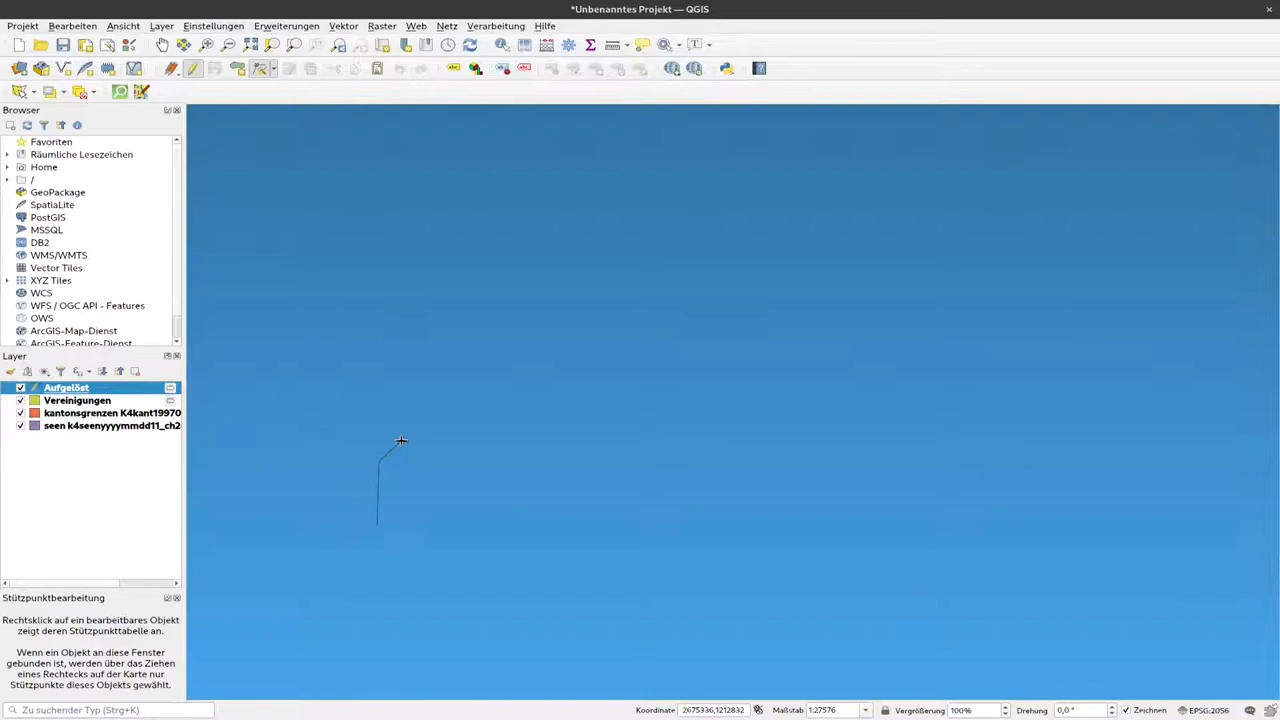 *Unbenanntes Projekt — QGIS
Projekt Bearbeiten Ansicht Layer Einstellungen Erweiterungen Vektor Raster Web Netz Verarbeitung Hilfe
Browser
Favoriten
Räumliche Lesezeichen
Home
/
GeoPackage
SpatiaLite
PostGIS
MSSQL
DB2
WMS/WMTS
Vector Tiles
XYZ Tiles
WCS
WFS / OGC API - Features
OWS
ArcGIS-Map-Dienst
ArcGIS-Feature-Dienst
Layer
Aufgelöst
Vereinigungen
kantonsgrenzen K4kant19970
seen k4seenyyyymmdd11_ch2
Stützpunktbearbeitung
Rechtsklick auf ein bearbeitbares Objekt
zeigt deren Stützpunkttabelle an.
Wenn ein Objekt an diese Fenster
gebunden ist, werden über das Ziehen
eines Rechtecks auf der Karte nur
Stützpunkte dieses Objekts gewählt.
Zu suchender Typ (Strg+K) Koordinate 2675336,1212832 Maßstab 1:27576 Vergrößerung 100% Drehung 0,0 ° Zeichnen EPSG:2056